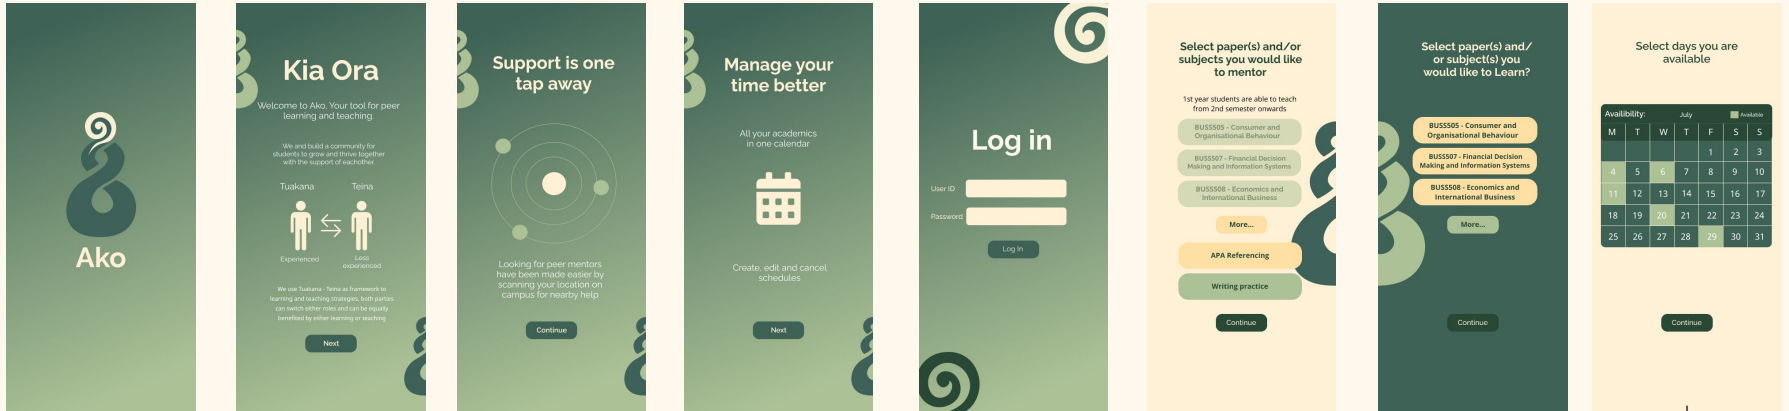 Ako
Kia Ora
Welcome to Ako, Your tool for peer
learning and teaching.
We and build a community for
students to grow and thrive together
with the support of eachother
Tuakana
Teina
Experienced
Less
experienced
We use Tuakana - Teina as framework to
learning and teaching strategies, both parties
can switch either roles and can be equally
benefited by either learning or teaching
Next
Support is one
tap away
Looking for peer mentors
have been made easier by
scanning your location on
campus for nearby help
Continue
Manage your
time better
All your academics
in one calendar
Create, edit and cancel
schedules
Next
Log in
User ID
Password
Log In
Select paper(s) and/or
subjects you would like
to mentor
1st year students are able to teach
from 2nd semester onwards
BUSS505 - Consumer and
Organisational Behaviour
BUSS507 - Financial Decision
Making and Information Systems
BUSS508 - Economics and
International Business
More...
APA Referencing
Writing practice
Continue
Select paper(s) and/
or subject(s) you
would like to Learn?
BUSS505 - Consumer and
Organisational Behaviour
BUSS507 - Financial Decision
Making and Information Systems
BUSS508 - Economics and
International Business
More...
Continue
Select days you are
available
Availibility: July Available
M T W T F S S
1 2 3
4 5 6 7 8 9 10
11 12 13 14 15 16 17
18 19 20 21 22 23 24
25 26 27 28 29 30 31
Continue